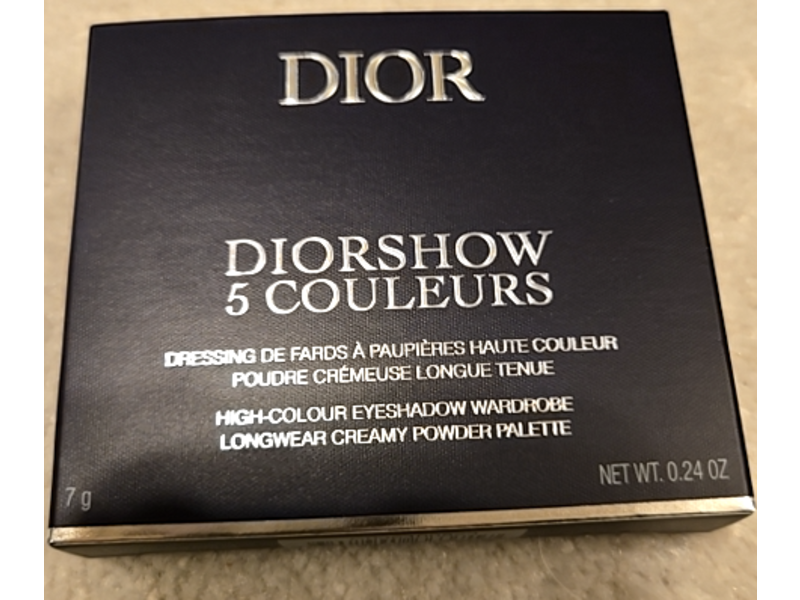 DIOR
DIORSHOW
5 COULEURS
DRESSING DE FARDS À PAUPIÈRES HAUTE COULEUR
POUDRE CRÉMEUSE LONGUE TENUE
HIGH-COLOUR EYESHADOW WARDROBE
LONGWEAR CREAMY POWDER PALETTE
7 g
NET WT. 0.24 OZ